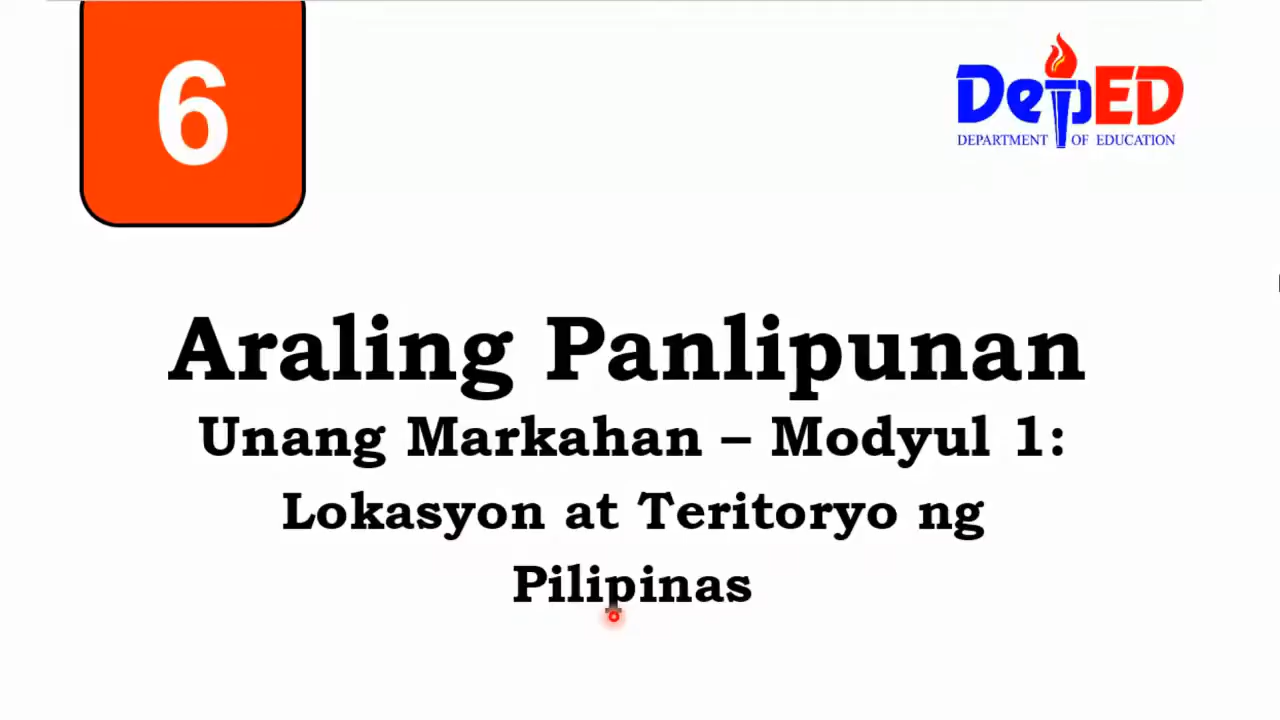 6
DepED
DEPARTMENT OF EDUCATION
Araling Panlipunan
Unang Markahan – Modyul 1:
Lokasyon at Teritoryo ng
Pilipinas